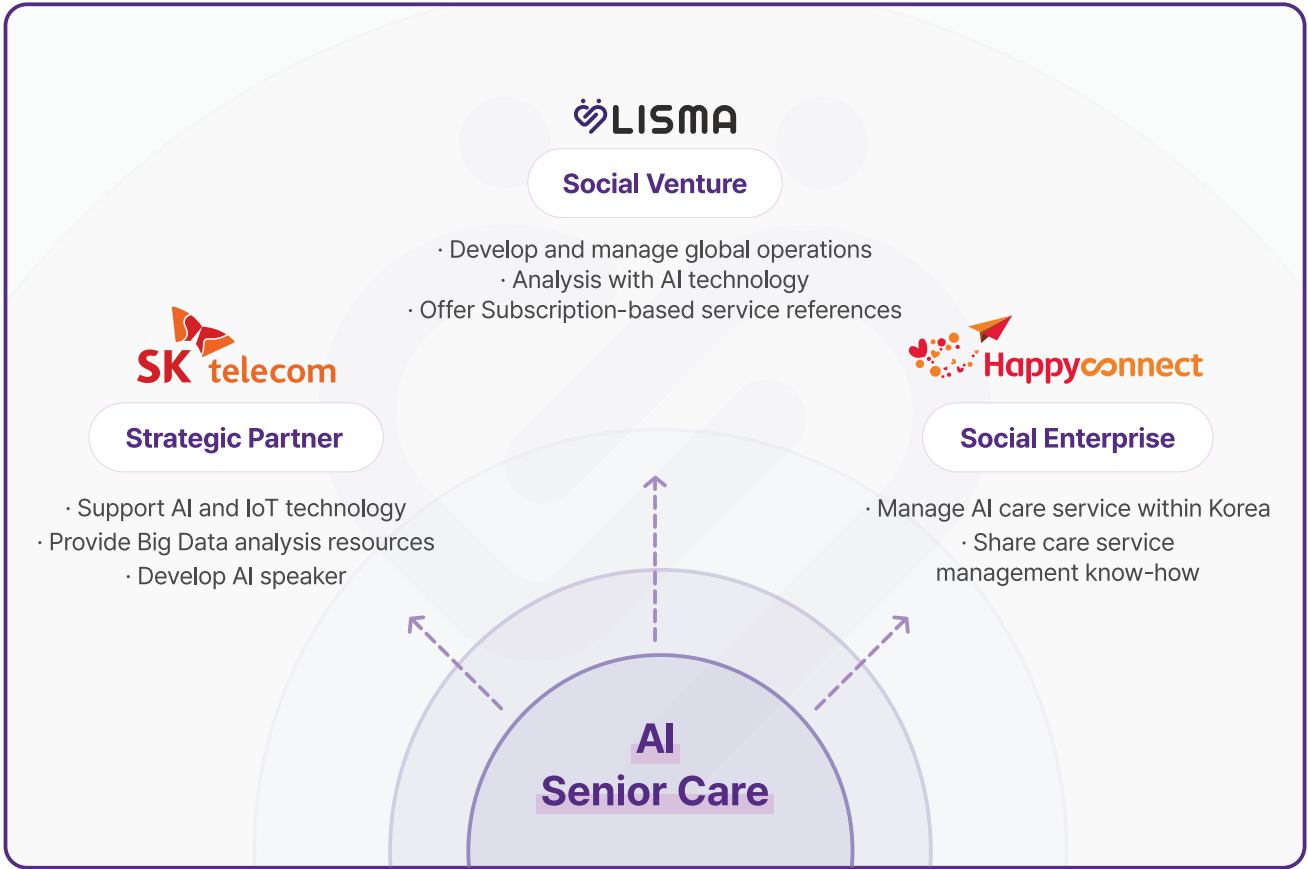 LISMA
Social Venture
· Develop and manage global operations
· Analysis with AI technology
· Offer Subscription-based service references
SK telecom
Strategic Partner
· Support AI and IoT technology
· Provide Big Data analysis resources
· Develop AI speaker
Happyconnect
Social Enterprise
· Manage AI care service within Korea
· Share care service
management know-how
AI
Senior Care